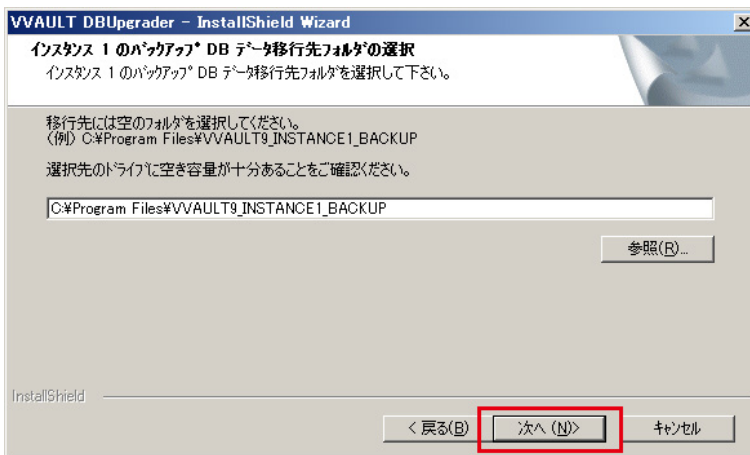 VVAULT DBUpgrader - InstallShield Wizard
インスタンス 1 のバックアップ DB データ移行先フォルダの選択
インスタンス 1 のバックアップ DB データ移行先フォルダを選択して下さい。
移行先には空のフォルダを選択してください。
(例) C:¥Program Files¥VVAULT9_INSTANCE1_BACKUP
選択先のドライブに空き容量が十分あることをご確認ください。
C:¥Program Files¥VVAULT9_INSTANCE1_BACKUP
参照(R)...
InstallShield
< 戻る(B)
次へ (N)>
キャンセル